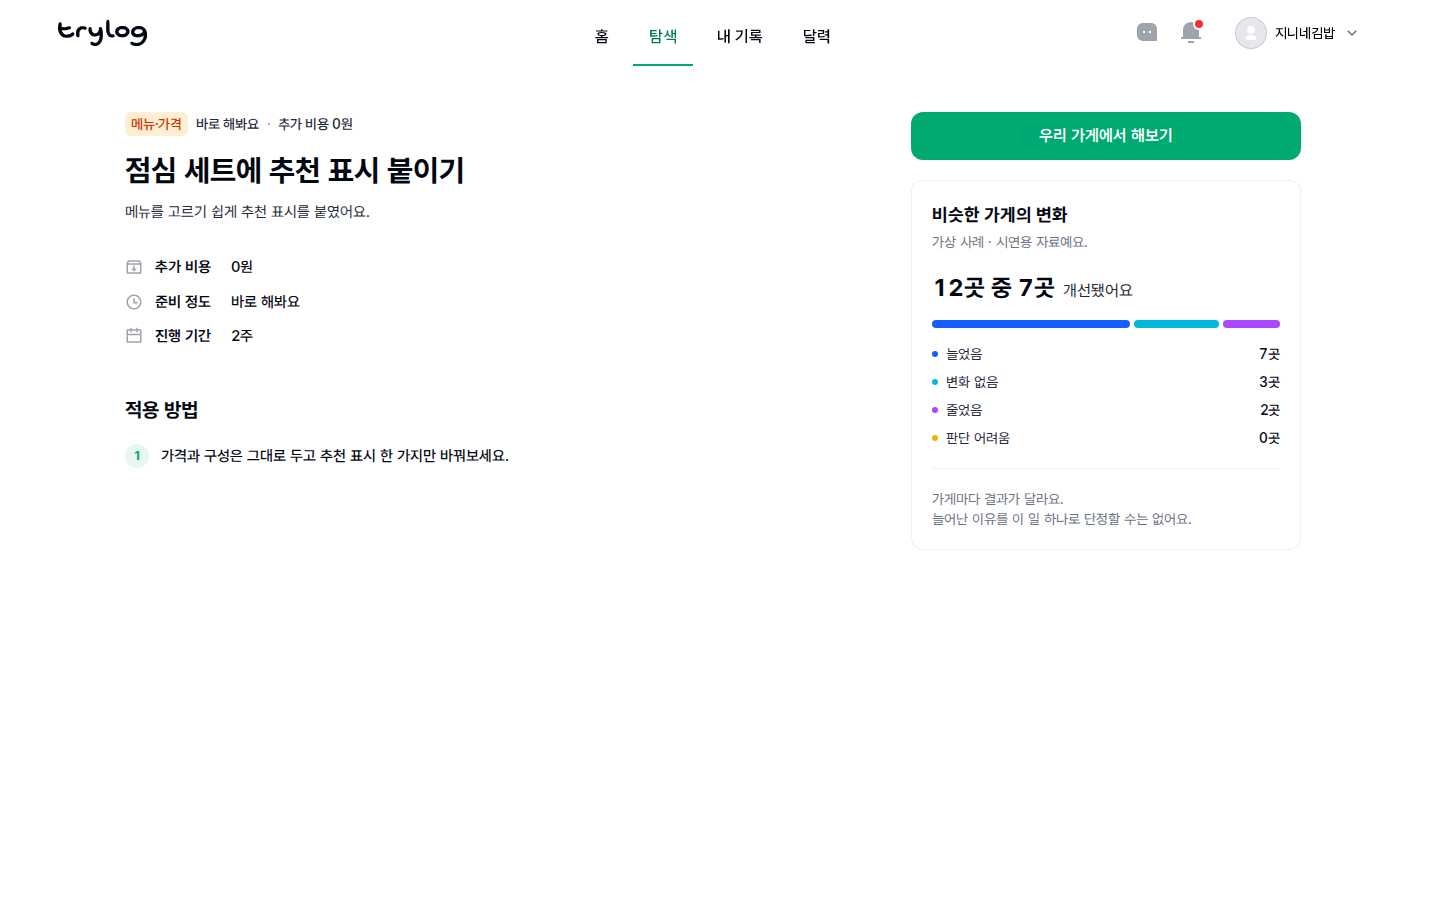 trylog
홈
탐색
내 기록
달력
지니네김밥
메뉴·가격 바로 해봐요 · 추가 비용 0원
점심 세트에 추천 표시 붙이기
메뉴를 고르기 쉽게 추천 표시를 붙였어요.
추가 비용 0원
준비 정도 바로 해봐요
진행 기간 2주
적용 방법
1 가격과 구성은 그대로 두고 추천 표시 한 가지만 바꿔보세요.
우리 가게에서 해보기
비슷한 가게의 변화
가상 사례 · 시연용 자료예요.
12곳 중 7곳 개선됐어요
늘었음 7곳
변화 없음 3곳
줄었음 2곳
판단 어려움 0곳
가게마다 결과가 달라요.
늘어난 이유를 이 일 하나로 단정할 수는 없어요.